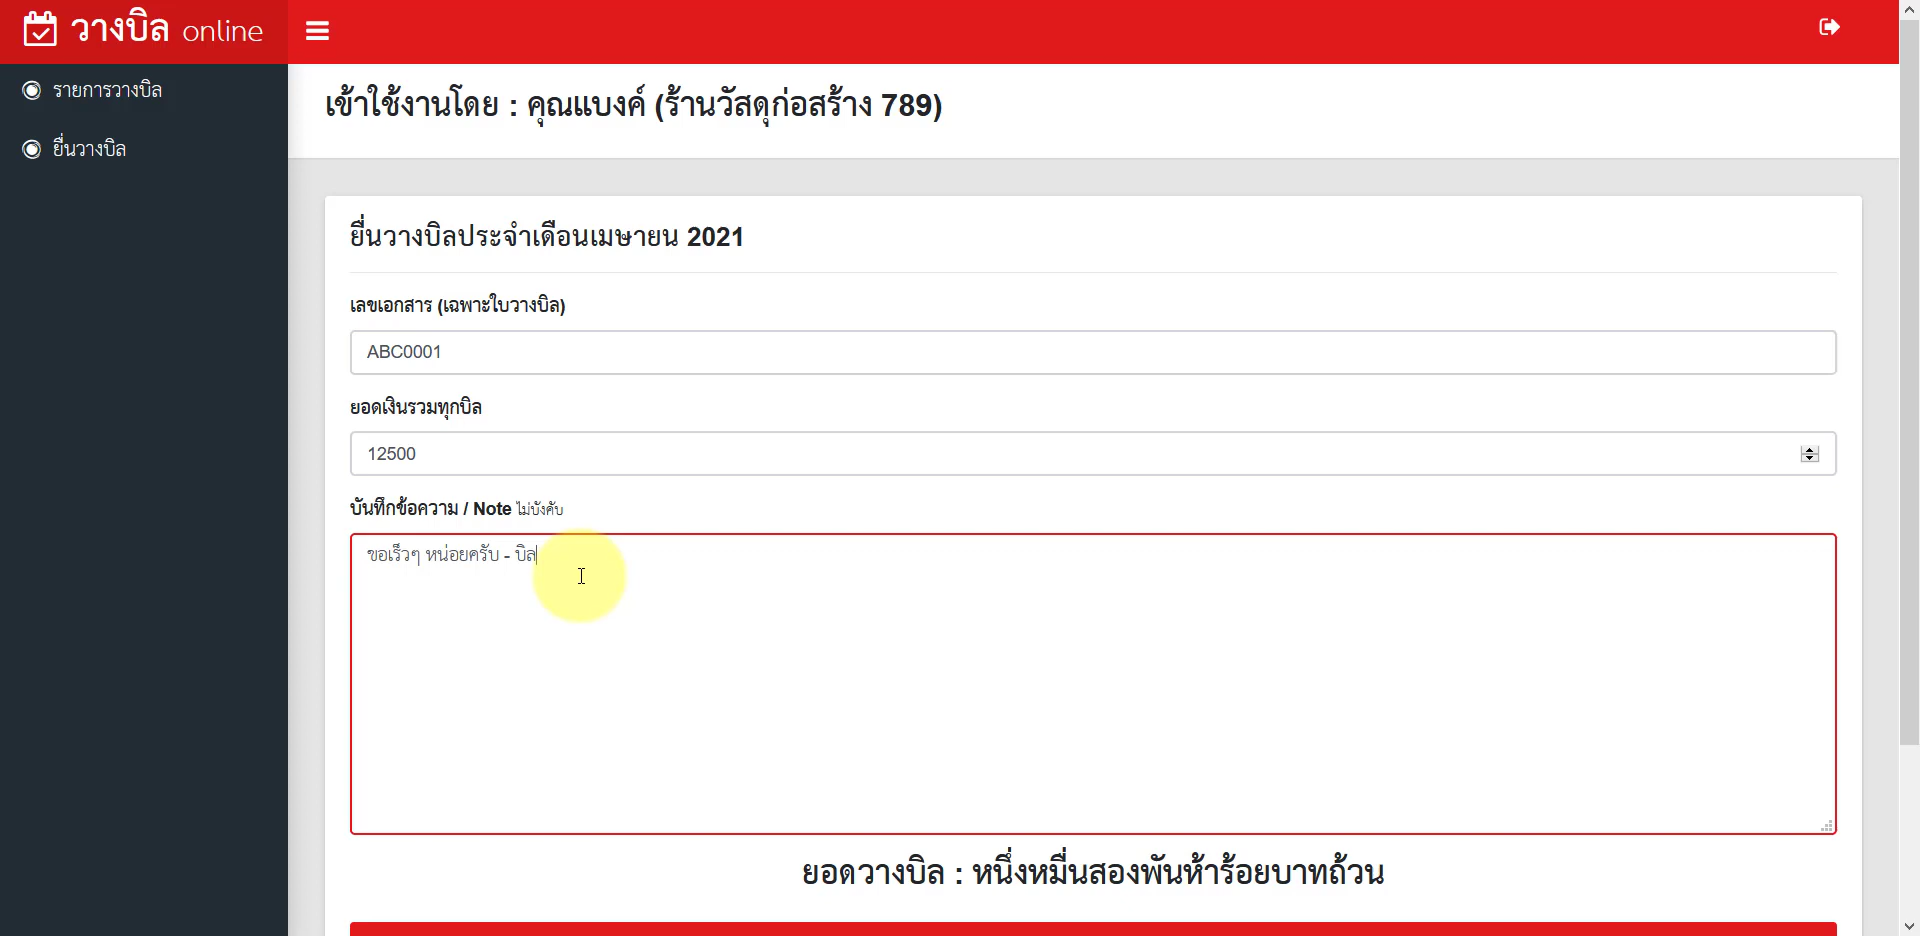 วางบิล online
รายการวางบิล
ยื่นวางบิล
เข้าใช้งานโดย : คุณแบงค์ (ร้านวัสดุก่อสร้าง 789)
ยื่นวางบิลประจำเดือนเมษายน 2021
เลขเอกสาร (เฉพาะใบวางบิล)
ABC0001
ยอดเงินรวมทุกบิล
12500
บันทึกข้อความ / Note ไม่บังคับ
ขอเร็วๆ หน่อยครับ - บิล
ยอดวางบิล : หนึ่งหมื่นสองพันห้าร้อยบาทถ้วน